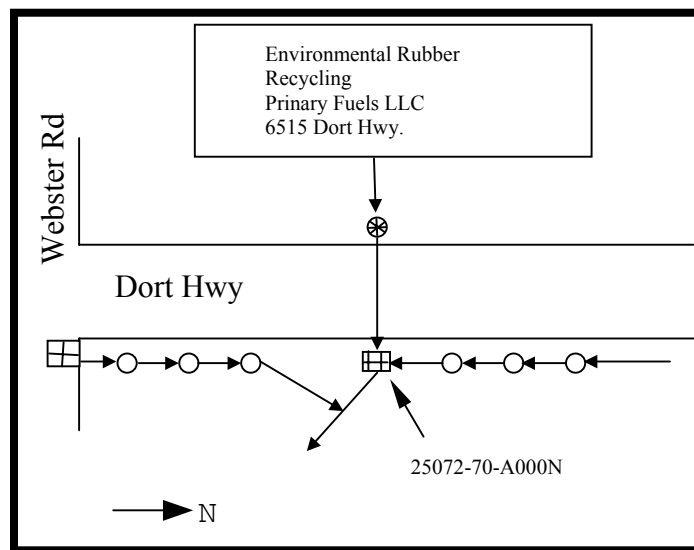 Environmental Rubber
Recycling
Prinary Fuels LLC
6515 Dort Hwy.
Webster Rd
Dort Hwy
25072-70-A000N
N